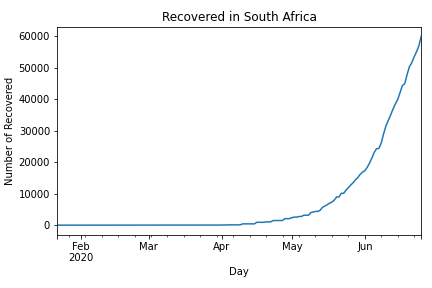 Recovered in South Africa
Number of Recovered
60000
50000
40000
30000
20000
10000
0
Feb
2020
Mar
Apr
May
Jun
Day